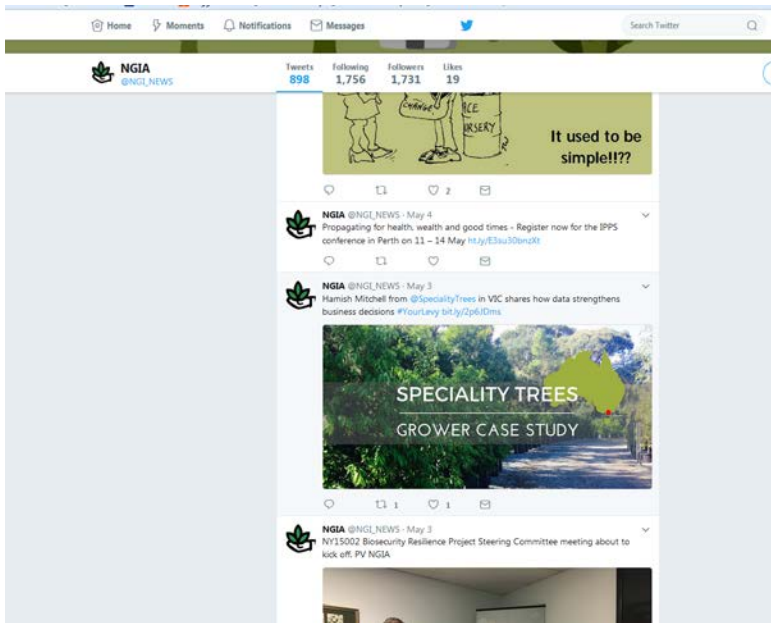 Home Moments Notifications Messages Search Twitter
NGIA
@NGI_NEWS
Tweets Following Followers Likes
898 1,756 1,731 19
CHANGE
It used to be
simple!!??
2
NGIA @NGI_NEWS · May 4
Propagating for health, wealth and good times - Register now for the IPPS
conference in Perth on 11 – 14 May
NGIA @NGI_NEWS · May 3
Hamish Mitchell from @SpecialityTrees in VIC shares how data strengthens
business decisions #YourLevy bit.ly/2p6JDms
SPECIALITY TREES
GROWER CASE STUDY
1 1
NGIA @NGI_NEWS · May 3
NY15002 Biosecurity Resilience Project Steering Committee meeting about to
kick off. PV NGIA